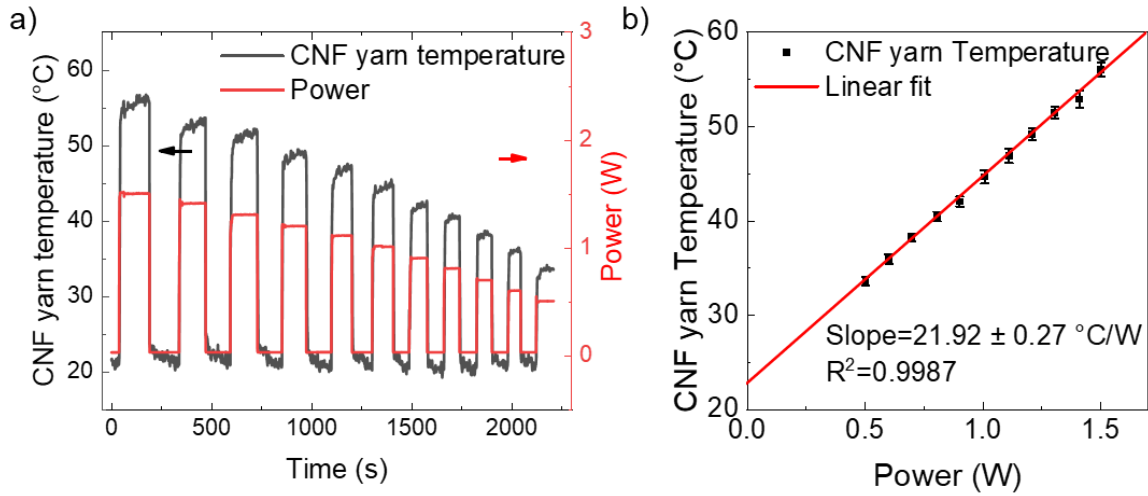 a)
CNF yarn temperature
Power
CNF yarn temperature (°C)
60
50
40
30
20
3
2
1
0
Power (W)
0
500
1000
1500
2000
Time (s)
b)
CNF yarn Temperature
Linear fit
CNF yarn Temperature (°C)
60
50
40
30
20
Slope=21.92 ± 0.27 °C/W
R²=0.9987
0.0
0.5
1.0
1.5
Power (W)